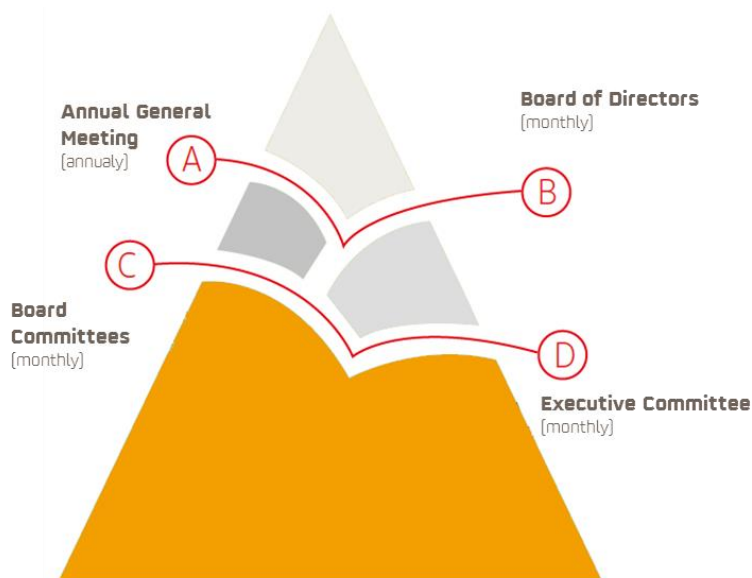 Annual General
Meeting
(annualy)
A
Board of Directors
(monthly)
B
C
Board
Committees
(monthly)
D
Executive Committee
(monthly)